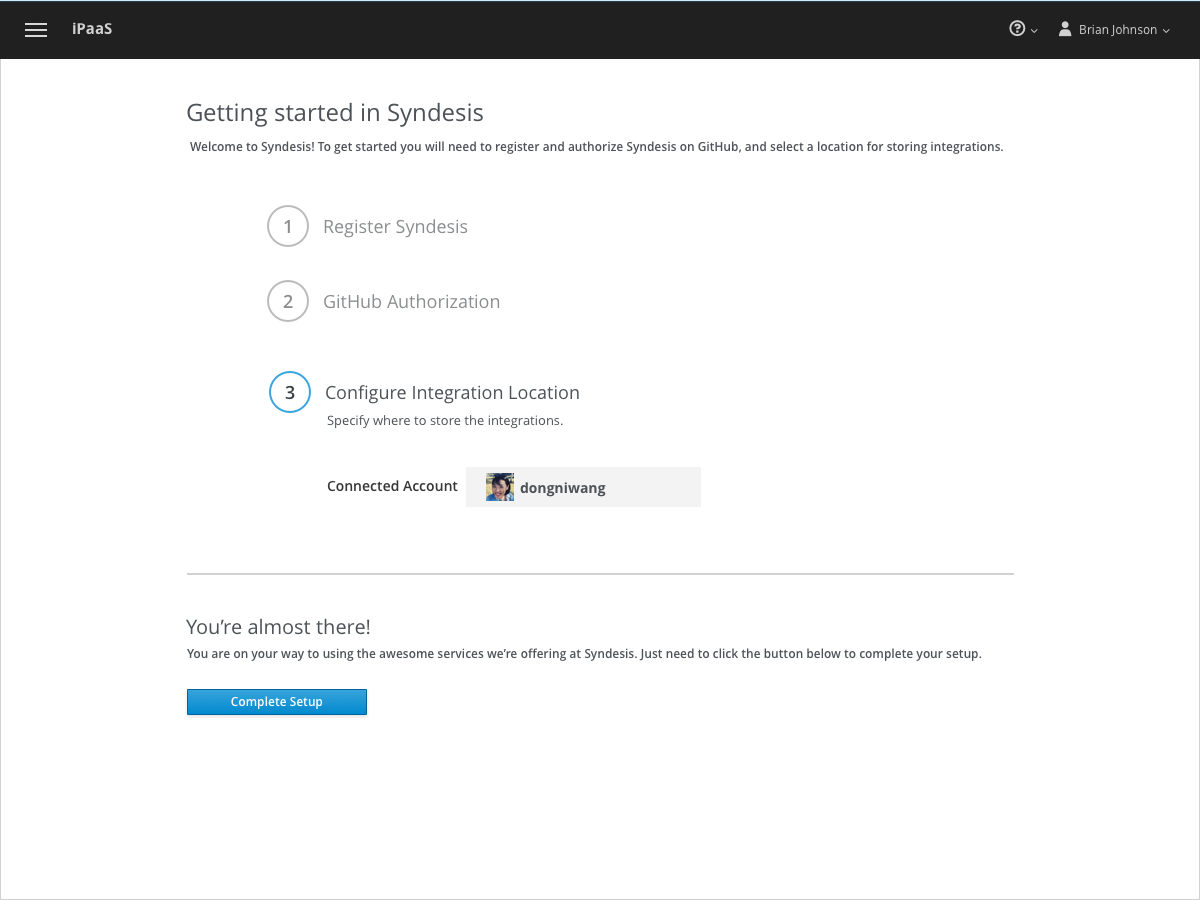 iPaaS
Brian Johnson
Getting started in Syndesis
Welcome to Syndesis! To get started you will need to register and authorize Syndesis on GitHub, and select a location for storing integrations.
1 Register Syndesis
2 GitHub Authorization
3 Configure Integration Location
Specify where to store the integrations.
Connected Account dongniwang
You’re almost there!
You are on your way to using the awesome services we’re offering at Syndesis. Just need to click the button below to complete your setup.
Complete Setup